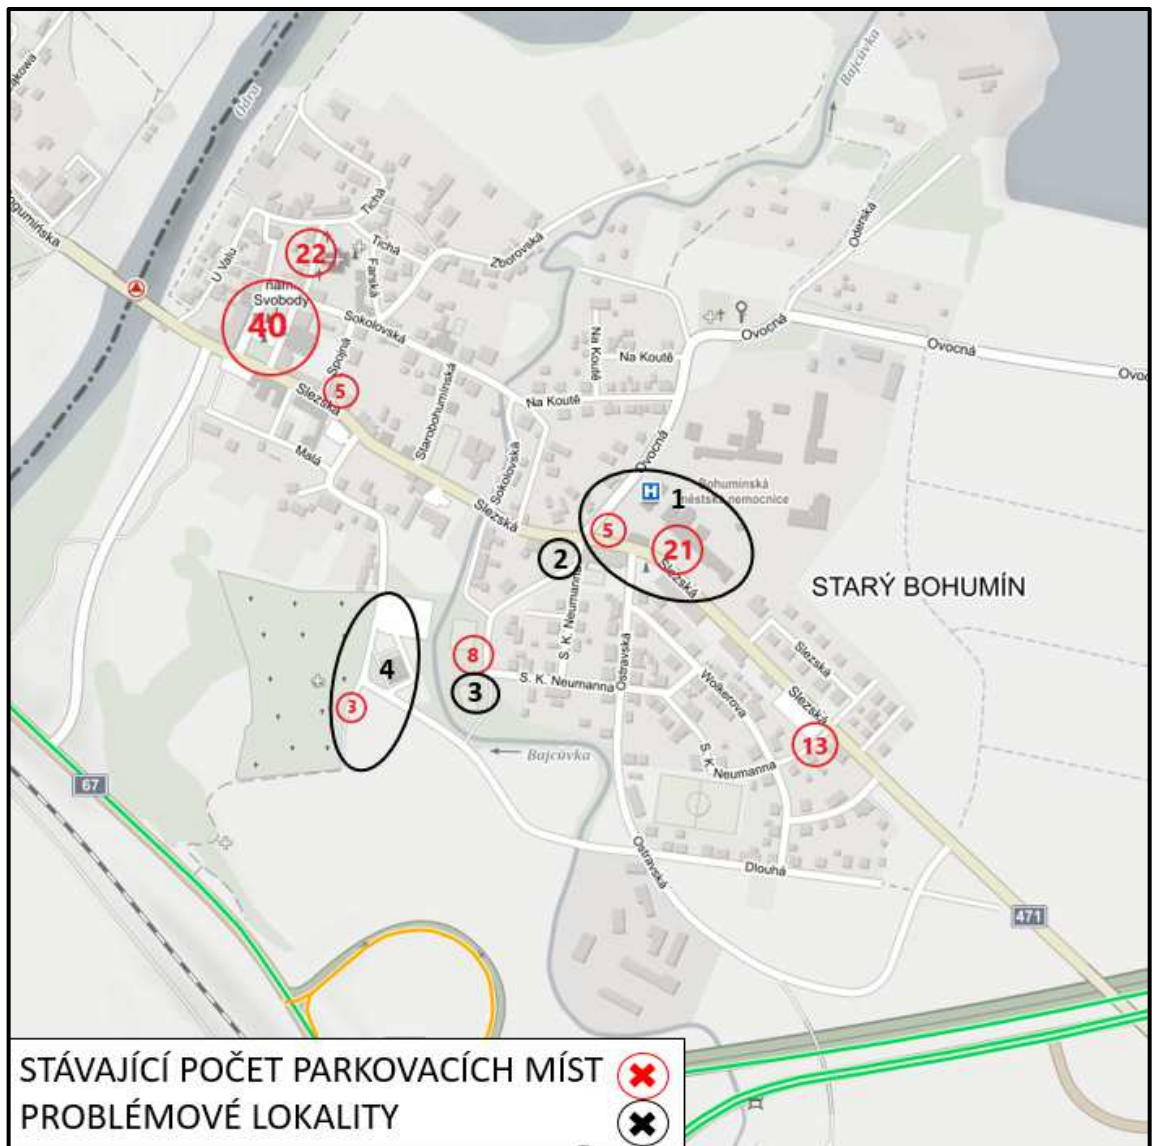 Odra
Bajcůvka
Tichá
Oderská
Tichá
Zborovská
22
U Valu
Farská
nám.
Svobody
40
Sokolovská
Ovocná
Ovocná
Na Koutě
Na Koutě
Spojná
5
Slezská
Starobohumínská
Na Koutě
Ovocná
Malá
Sokolovská
H
1
Bohumínská
městská nemocnice
Slezská
5
21
2
Slezská
STARÝ BOHUMÍN
S. K. Neumanna
Ostravská
8
4
3
3
S. K. Neumanna
Wolkerova
Slezská
Slezská
13
S. K. Neumanna
Bajcůvka
67
Ostravská
Dlouhá
471
STÁVAJÍCÍ POČET PARKOVACÍCH MÍST
PROBLÉMOVÉ LOKALITY